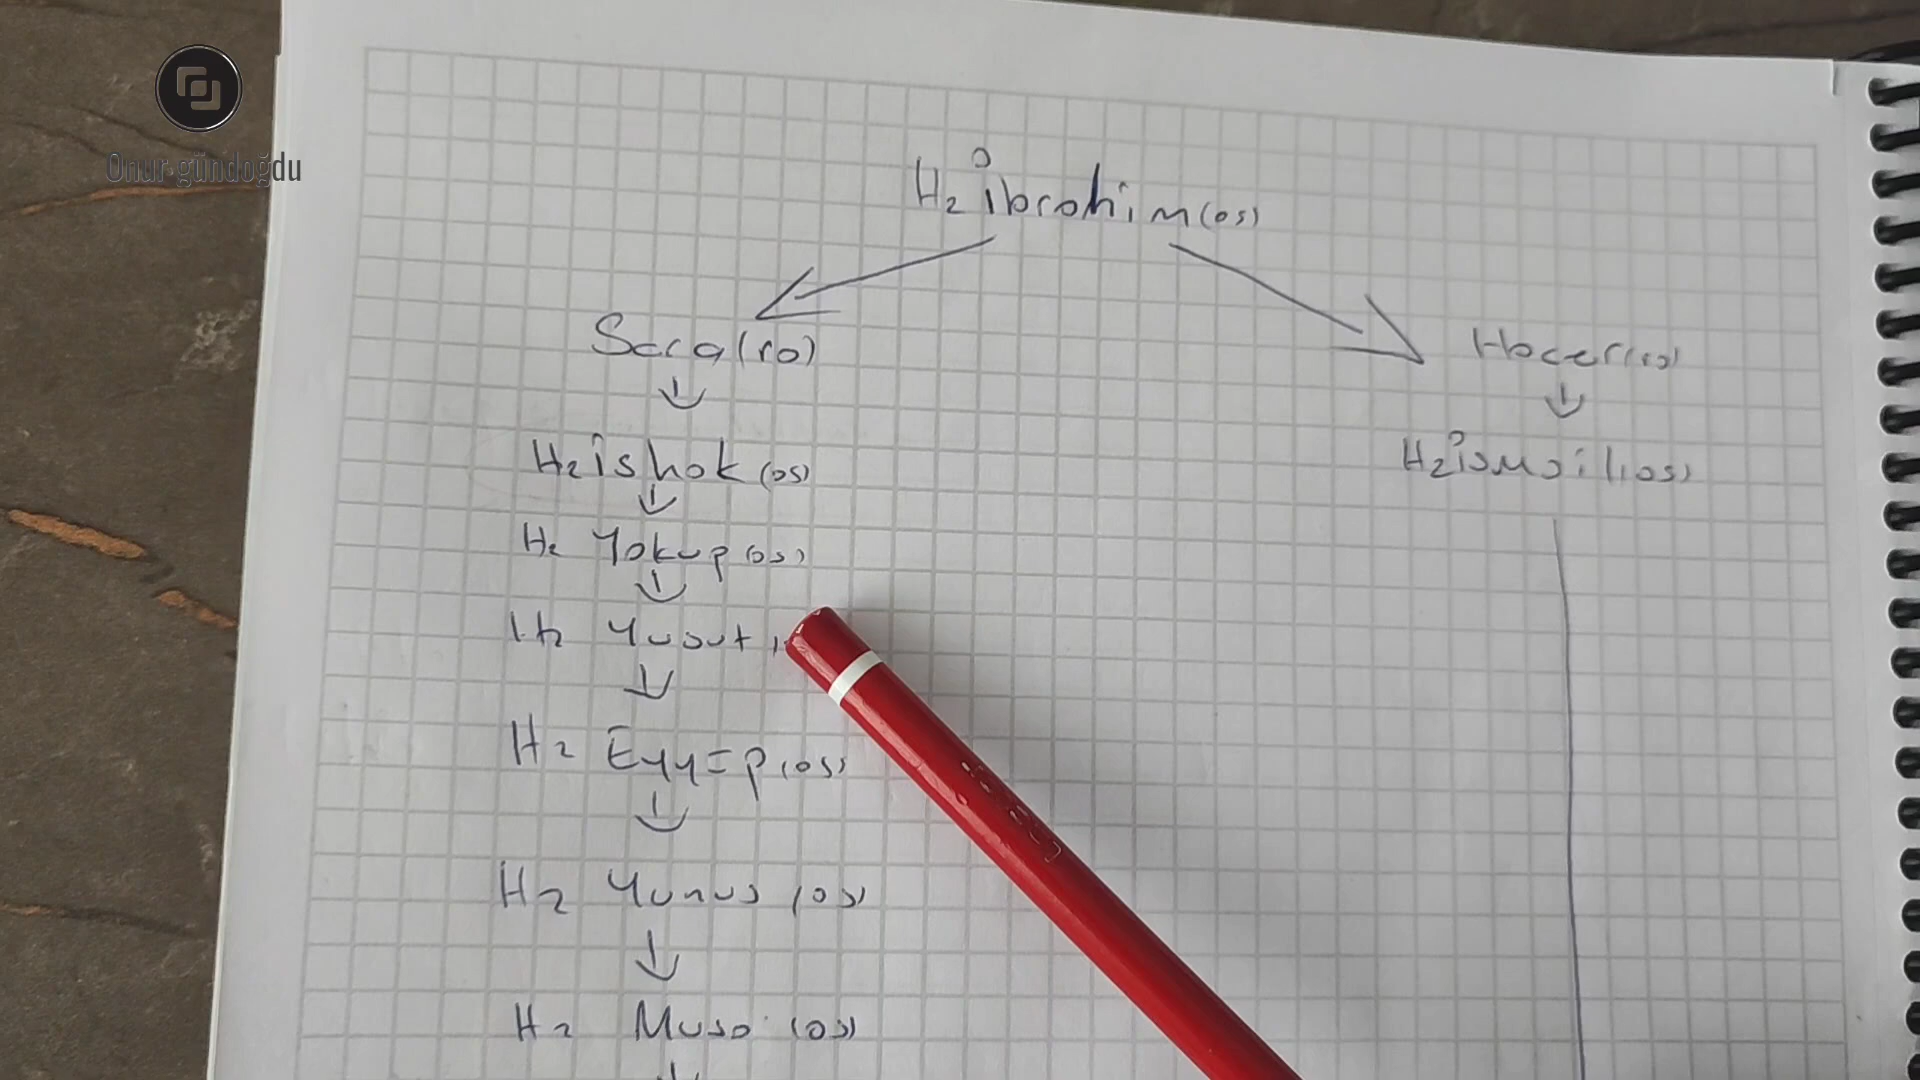 Onur gündoğdu
Hz İbrahim (as)
Sara (ra)
Hacer (ra)
Hz ishak (as)
Hz İsmail (as)
Hz Yakup (as)
Hz Yusuf
Hz Eyyüp (as)
Hz Yunus (as)
Hz Musa (as)